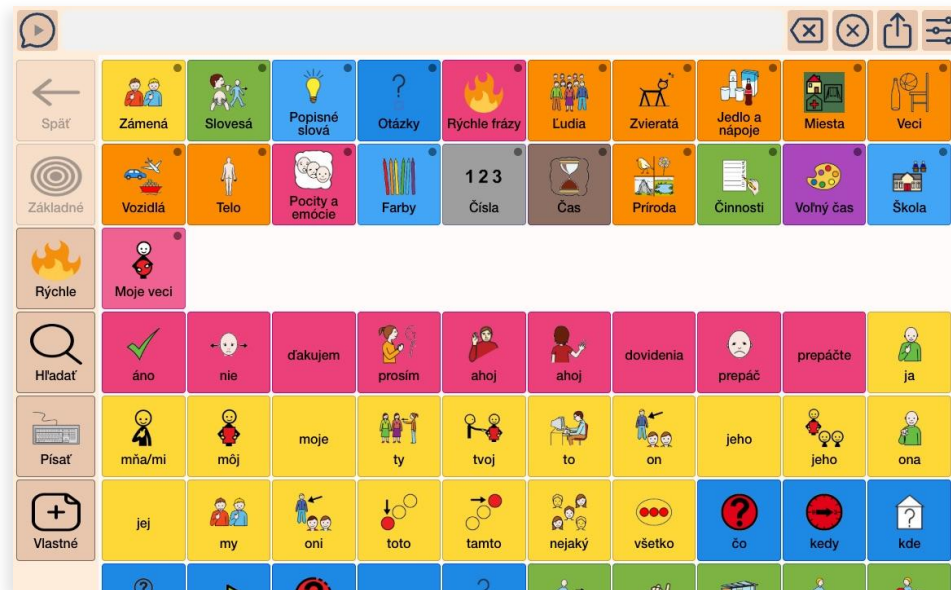 Späť
Zámená
Slovesá
Popisné
slová
?
Otázky
Rýchle frázy
Ľudia
Zvieratá
Jedlo a
nápoje
Miesta
Veci
Základné
Vozidlá
Telo
Pocity a
emócie
Farby
1 2 3
Čísla
Čas
Príroda
Činnosti
Voľný čas
Škola
Rýchle
Moje veci
Hľadať
áno
nie
ďakujem
prosím
ahoj
ahoj
dovidenia
prepáč
prepáčte
ja
Písať
mňa/mi
môj
moje
ty
tvoj
to
on
jeho
jeho
ona
Vlastné
jej
my
oni
toto
tamto
nejaký
všetko
?
čo
kedy
?
kde